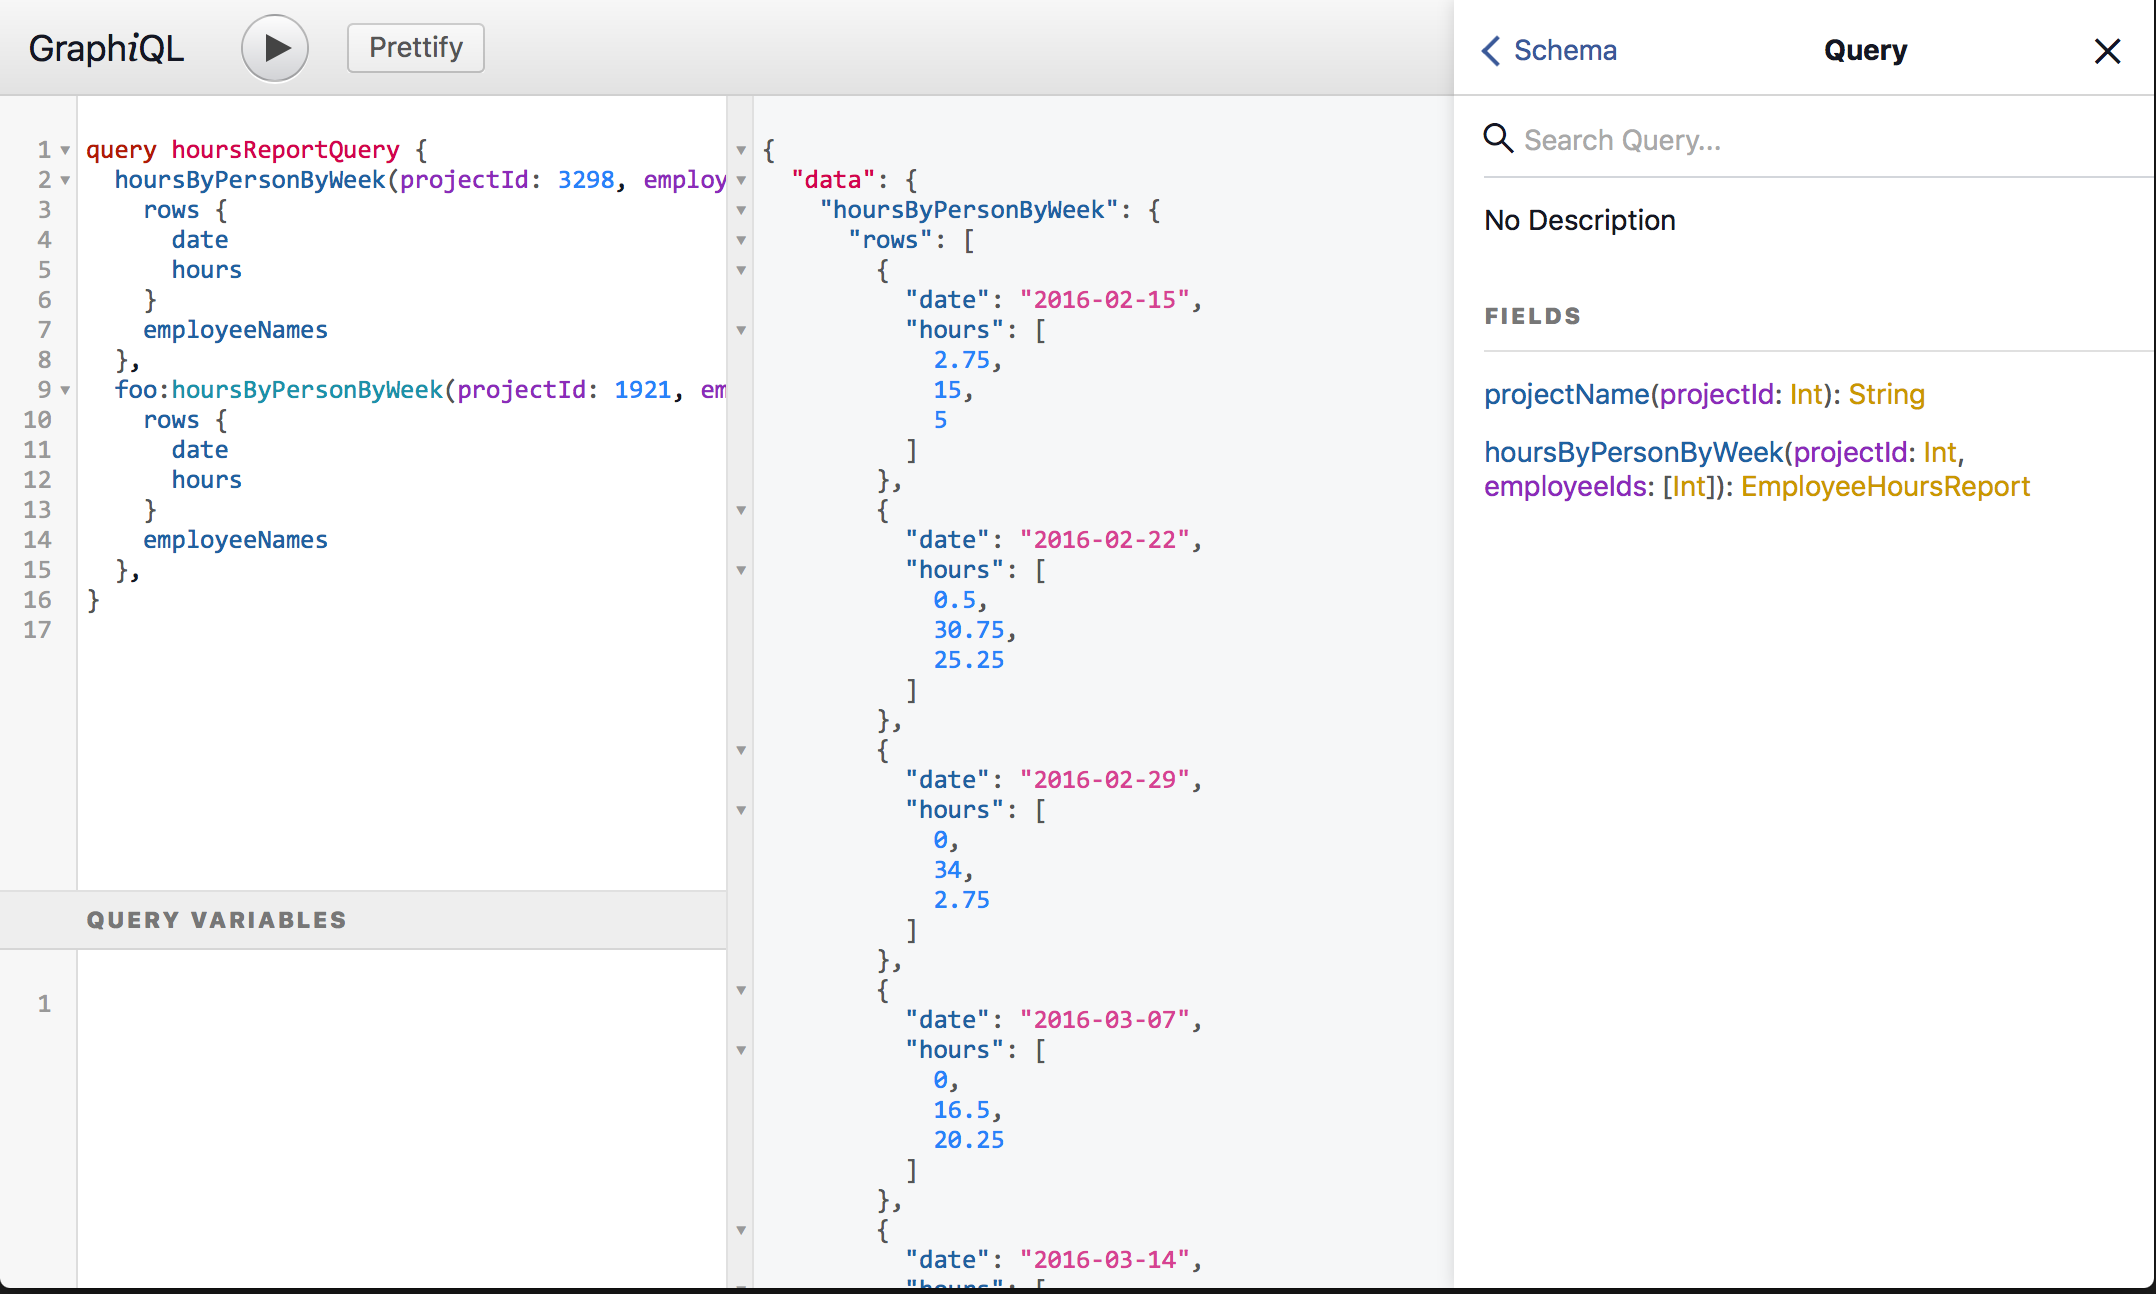 GraphiQL
Prettify
1 query hoursReportQuery {
2 hoursByPersonByWeek(projectId: 3298, employ
3 rows {
4 date
5 hours
6 }
7 employeeNames
8 },
9 foo:hoursByPersonByWeek(projectId: 1921, em
10 rows {
11 date
12 hours
13 }
14 employeeNames
15 },
16 }
17
QUERY VARIABLES
1
{
"data": {
"hoursByPersonByWeek": {
"rows": [
{
"date": "2016-02-15",
"hours": [
2.75,
15,
5
]
},
{
"date": "2016-02-22",
"hours": [
0.5,
30.75,
25.25
]
},
{
"date": "2016-02-29",
"hours": [
0,
34,
2.75
]
},
{
"date": "2016-03-07",
"hours": [
0,
16.5,
20.25
]
},
{
"date": "2016-03-14",
"hours": [
Schema
Query
Search Query...
No Description
FIELDS
projectName(projectId: Int): String
hoursByPersonByWeek(projectId: Int,
employeeIds: [Int]): EmployeeHoursReport